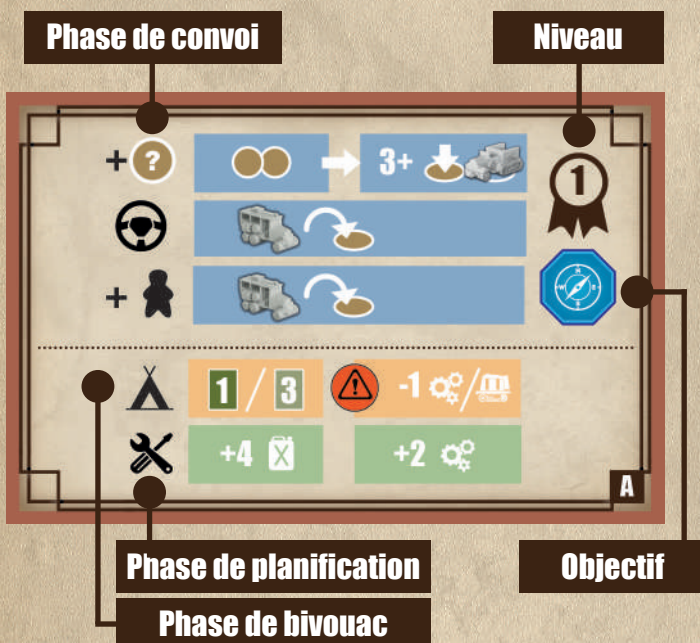 Phase de convoi
Niveau
+ ?
3+
1
+
1 / 3
-1 /
+4
+2
A
Phase de planification
Objectif
Phase de bivouac